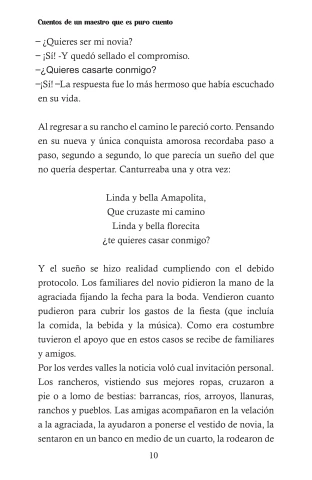 Cuentos de un maestro que es puro cuento
– ¿Quieres ser mi novia?
– ¡Sí! -Y quedó sellado el compromiso.
–¿Quieres casarte conmigo?
–¡Sí! –La respuesta fue lo más hermoso que había escuchado
en su vida.
Al regresar a su rancho el camino le pareció corto. Pensando
en su nueva y única conquista amorosa recordaba paso a
paso, segundo a segundo, lo que parecía un sueño del que
no quería despertar. Canturreaba una y otra vez:
Linda y bella Amapolita,
Que cruzaste mi camino
Linda y bella florecita
¿te quieres casar conmigo?
Y el sueño se hizo realidad cumpliendo con el debido
protocolo. Los familiares del novio pidieron la mano de la
agraciada fijando la fecha para la boda. Vendieron cuanto
pudieron para cubrir los gastos de la fiesta (que incluía
la comida, la bebida y la música). Como era costumbre
tuvieron el apoyo que en estos casos se recibe de familiares
y amigos.
Por los verdes valles la noticia voló cual invitación personal.
Los rancheros, vistiendo sus mejores ropas, cruzaron a
pie o a lomo de bestias: barrancas, ríos, arroyos, llanuras,
ranchos y pueblos. Las amigas acompañaron en la velación
a la agraciada, la ayudaron a ponerse el vestido de novia, la
sentaron en un banco en medio de un cuarto, la rodearon de
10